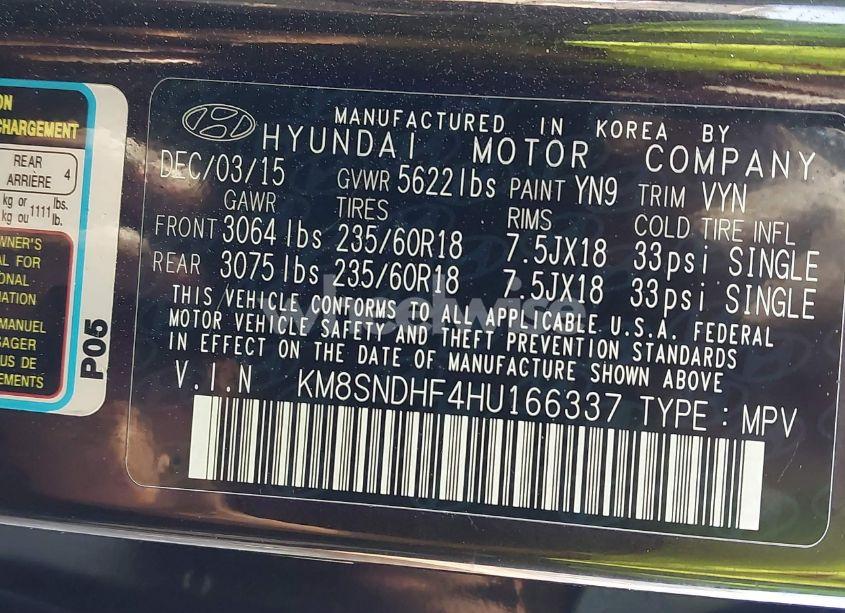 ON
CHARGEMENT
REAR
ARRIÈRE 4
kg or 1111 lbs.
kg ou lb.
WNER'S
AL FOR
IONAL
MATION
MANUEL
SAGER
US DE
EMENTS
P05
HYUNDAI MOTOR COMPANY
MANUFACTURED IN KOREA BY
DEC/03/15 GVWR 5622lbs PAINT YN9 TRIM VYN
GAWR TIRES RIMS COLD TIRE INFL
FRONT 3064lbs 235/60R18 7.5JX18 33psi SINGLE
REAR 3075lbs 235/60R18 7.5JX18 33psi SINGLE
THIS VEHICLE CONFORMS TO ALL APPLICABLE U.S.A. FEDERAL
MOTOR VEHICLE SAFETY AND THEFT PREVENTION STANDARDS
IN EFFECT ON THE DATE OF MANUFACTURE SHOWN ABOVE
V.I.N KM8SNDHF4HU166337 TYPE : MPV